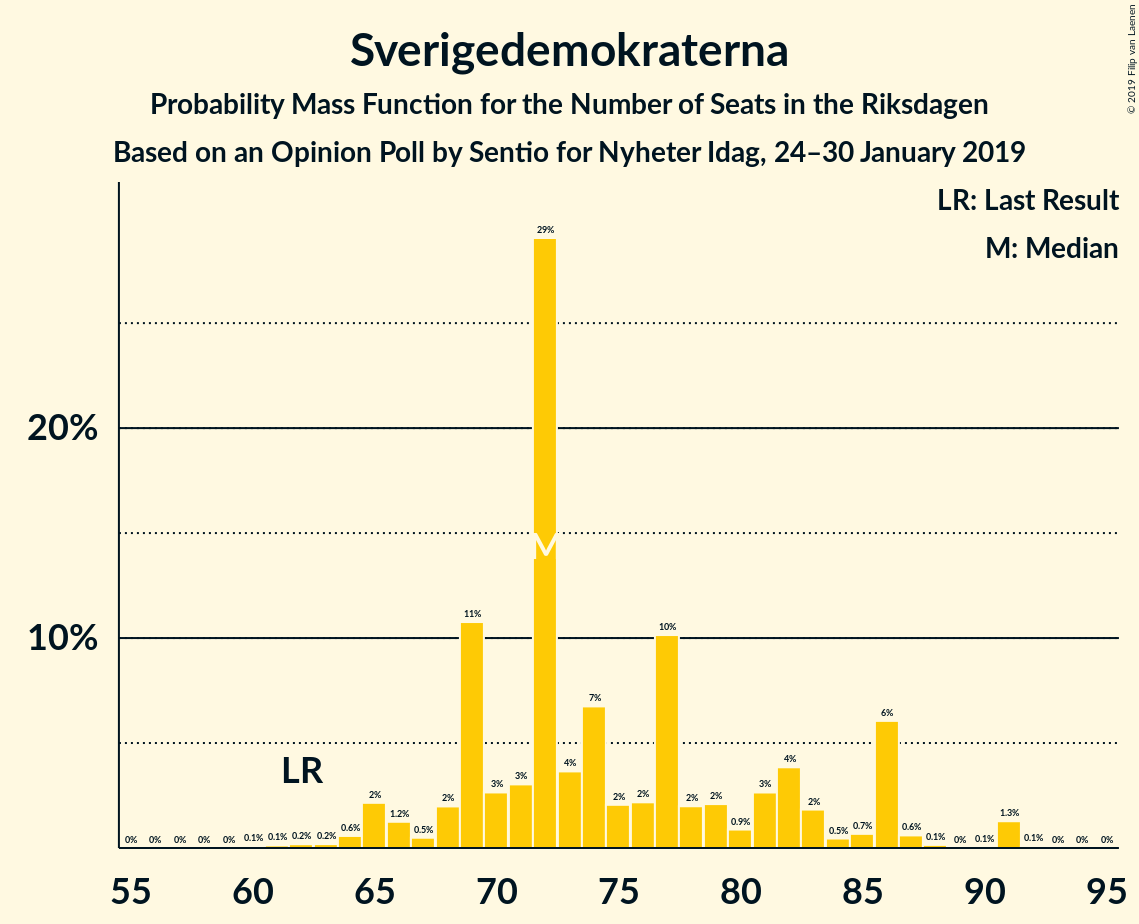 © 2019 Filip van Laenen
Sverigedemokraterna
Probability Mass Function for the Number of Seats in the Riksdagen
Based on an Opinion Poll by Sentio for Nyheter Idag, 24–30 January 2019
LR: Last Result
M: Median
29%
20%
M
11%
10%
10%
7%
6%
LR
4%
4%
3%
3%
3%
2%
2%
2%
2%
2%
2%
2%
1.2%
1.3%
0.9%
0.6%
0.5%
0.5%
0.7%
0.6%
0% 0% 0% 0% 0% 0.1% 0.1% 0.2% 0.2% 0.1% 0% 0.1% 0.1% 0% 0% 0%
55 60 65 70 75 80 85 90 95